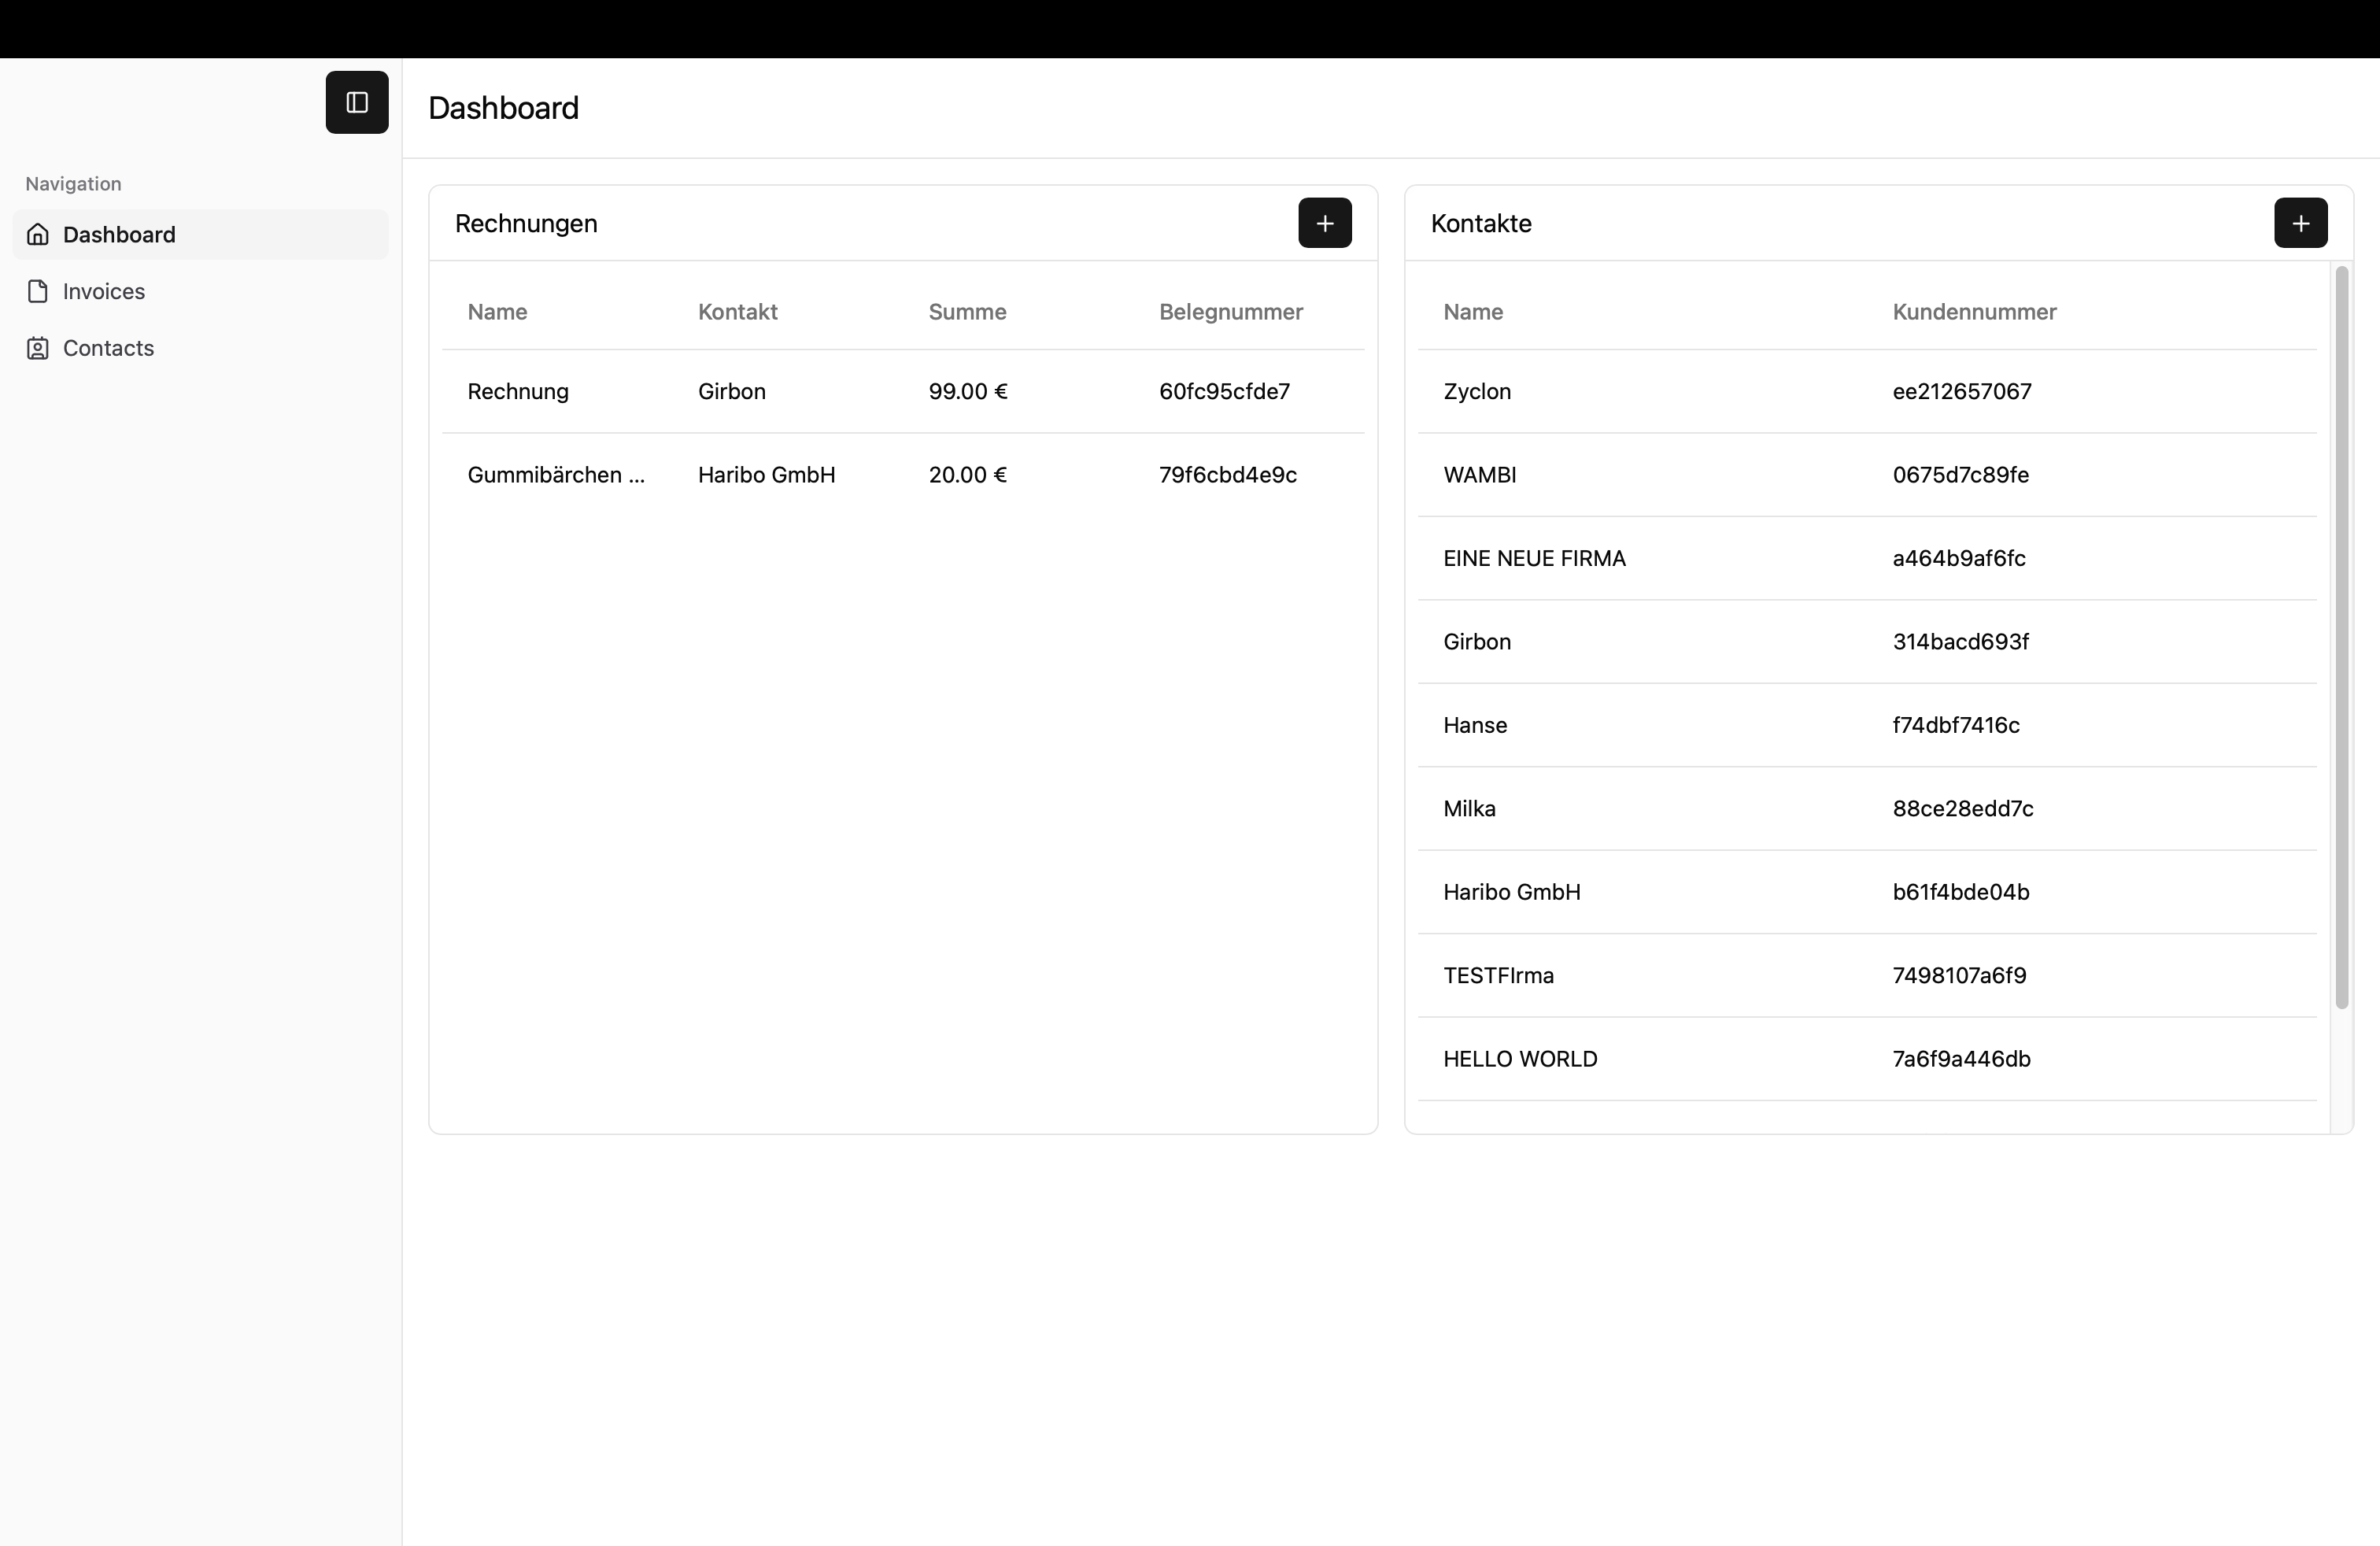 Dashboard
Navigation
Dashboard
Invoices
Contacts
Rechnungen
Name Kontakt Summe Belegnummer
Rechnung Girbon 99.00 € 60fc95cfde7
Gummibärchen ... Haribo GmbH 20.00 € 79f6cbd4e9c
Kontakte
Name Kundennummer
Zyclon ee212657067
WAMBI 0675d7c89fe
EINE NEUE FIRMA a464b9af6fc
Girbon 314bacd693f
Hanse f74dbf7416c
Milka 88ce28edd7c
Haribo GmbH b61f4bde04b
TESTFIrma 7498107a6f9
HELLO WORLD 7a6f9a446db